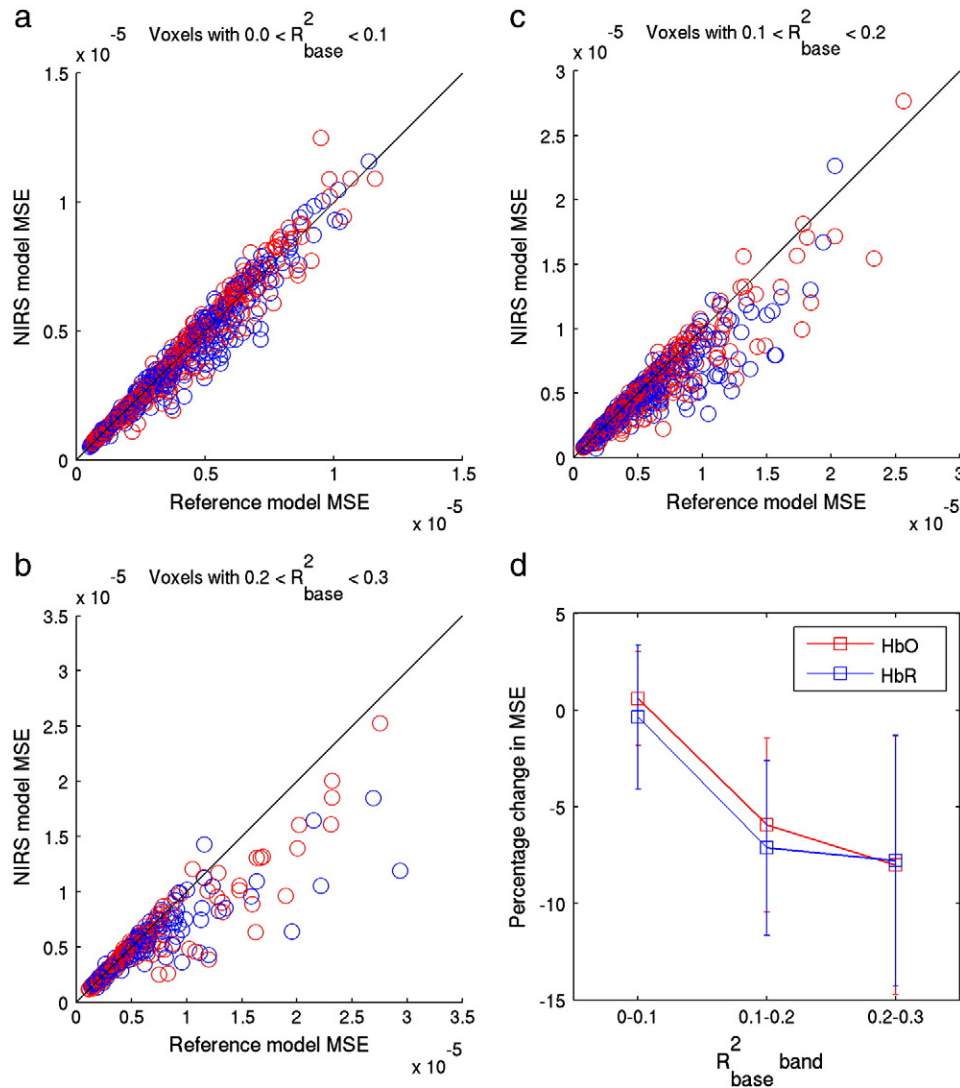 a
Voxels with 0.0 < R²base < 0.1
x 10⁻⁵
1.5
1
0.5
0
NIRS model MSE
0.5
1
1.5
Reference model MSE
x 10⁻⁵
c
Voxels with 0.1 < R²base < 0.2
x 10⁻⁵
3
2.5
2
1.5
1
0.5
0
NIRS model MSE
0
0.5
1
1.5
2
2.5
3
Reference model MSE
x 10⁻⁵
b
Voxels with 0.2 < R²base < 0.3
x 10⁻⁵
3.5
3
2.5
2
1.5
1
0.5
0
NIRS model MSE
0
0.5
1
1.5
2
2.5
3
3.5
Reference model MSE
x 10⁻⁵
d
HbO
HbR
5
0
-5
-10
-15
Percentage change in MSE
0-0.1
0.1-0.2
0.2-0.3
R²base band